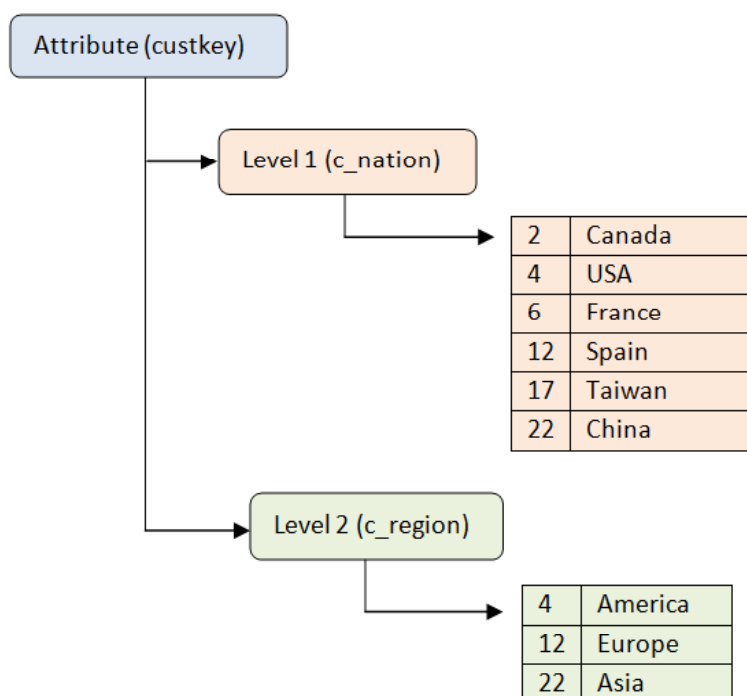 Attribute (custkey)
Level 1 (c_nation)
2 Canada
4 USA
6 France
12 Spain
17 Taiwan
22 China
Level 2 (c_region)
4 America
12 Europe
22 Asia